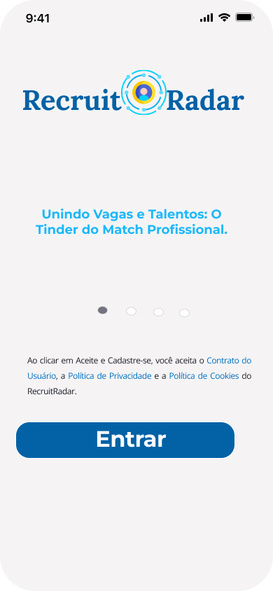 9:41
Recruit Radar
Unindo Vagas e Talentos: O
Tinder do Match Profissional.
Ao clicar em Aceite e Cadastre-se, você aceita o Contrato do
Usuário, a Política de Privacidade e a Política de Cookies do
RecruitRadar.
Entrar